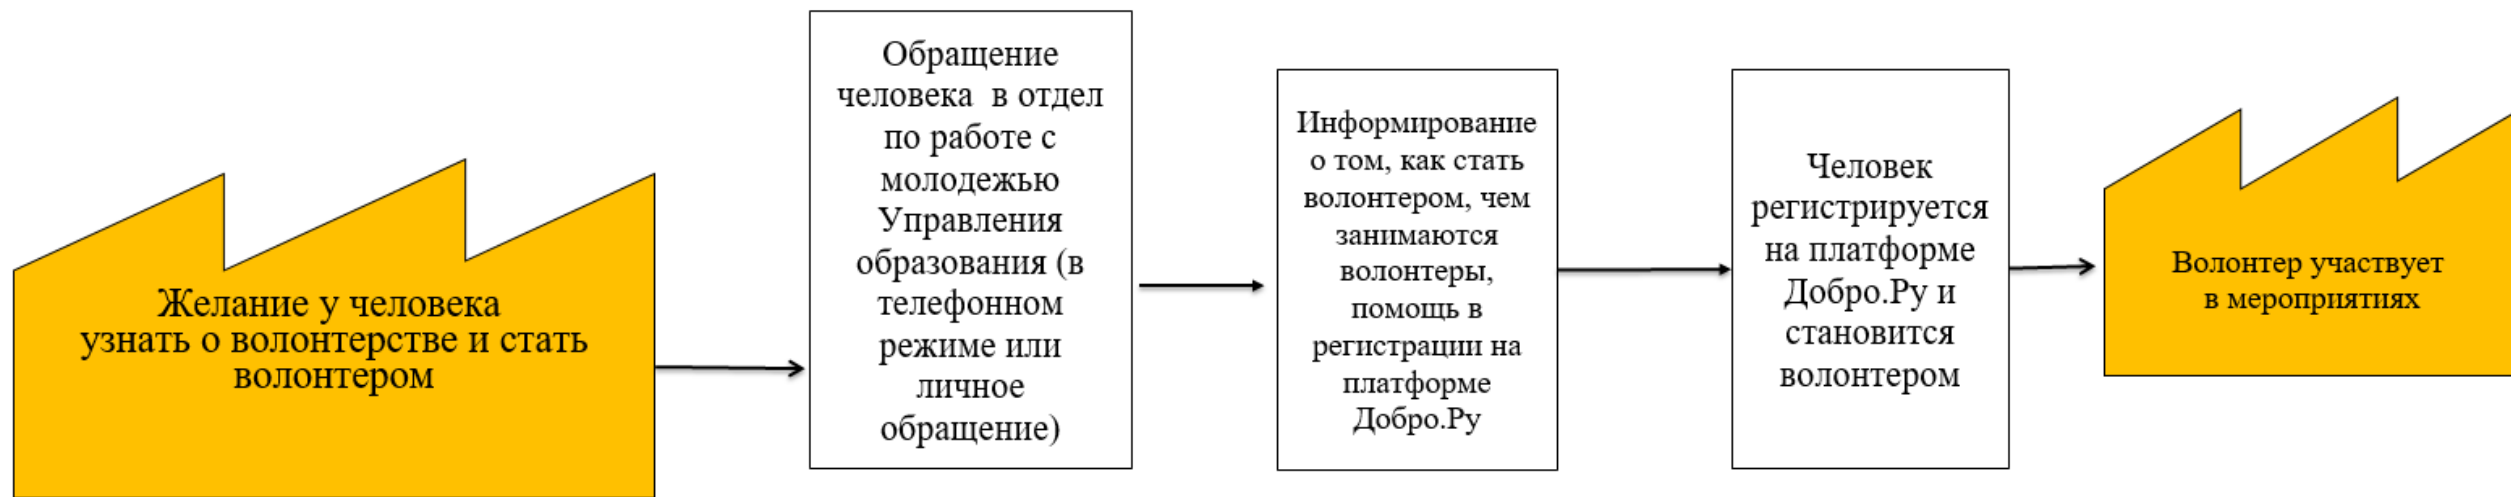 Желание у человека
узнать о волонтерстве и стать
волонтером
Обращение
человека в отдел
по работе с
молодежью
Управления
образования (в
телефонном
режиме или
личное
обращение)
Информирование
о том, как стать
волонтером, чем
занимаются
волонтеры,
помощь в
регистрации на
платформе
Добро.Ру
Человек
регистрируется
на платформе
Добро.Ру и
становится
волонтером
Волонтер участвует
в мероприятиях